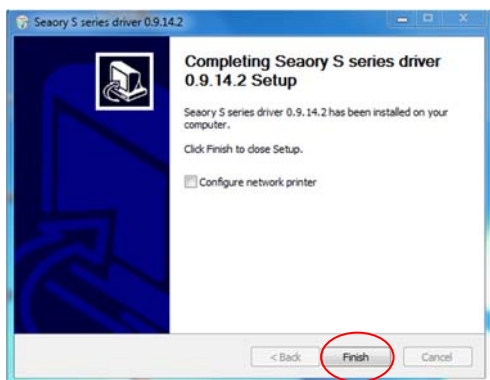 Seaory S series driver 0.9.14.2
Completing Seaory S series driver
0.9.14.2 Setup
Seaory S series driver 0.9.14.2 has been installed on your
computer.
Click Finish to close Setup.
Configure network printer
< Back Finish Cancel